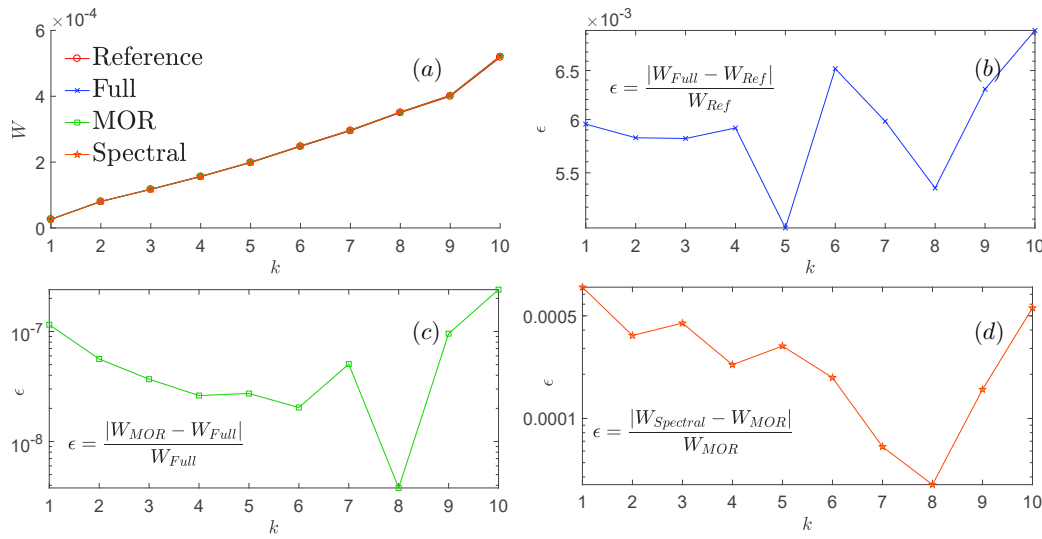 ×10⁻⁴
6
4
2
0
W
Reference
Full
MOR
Spectral
(a)
1 2 3 4 5 6 7 8 9 10
k
×10⁻³
6.5
6
5.5
ϵ
ϵ = |W_Full − W_Ref| / W_Ref
(b)
1 2 3 4 5 6 7 8 9 10
k
10⁻⁷
10⁻⁸
ϵ
(c)
ϵ = |W_MOR − W_Full| / W_Full
1 2 3 4 5 6 7 8 9 10
k
0.0005
0.0001
ϵ
(d)
ϵ = |W_Spectral − W_MOR| / W_MOR
1 2 3 4 5 6 7 8 9 10
k